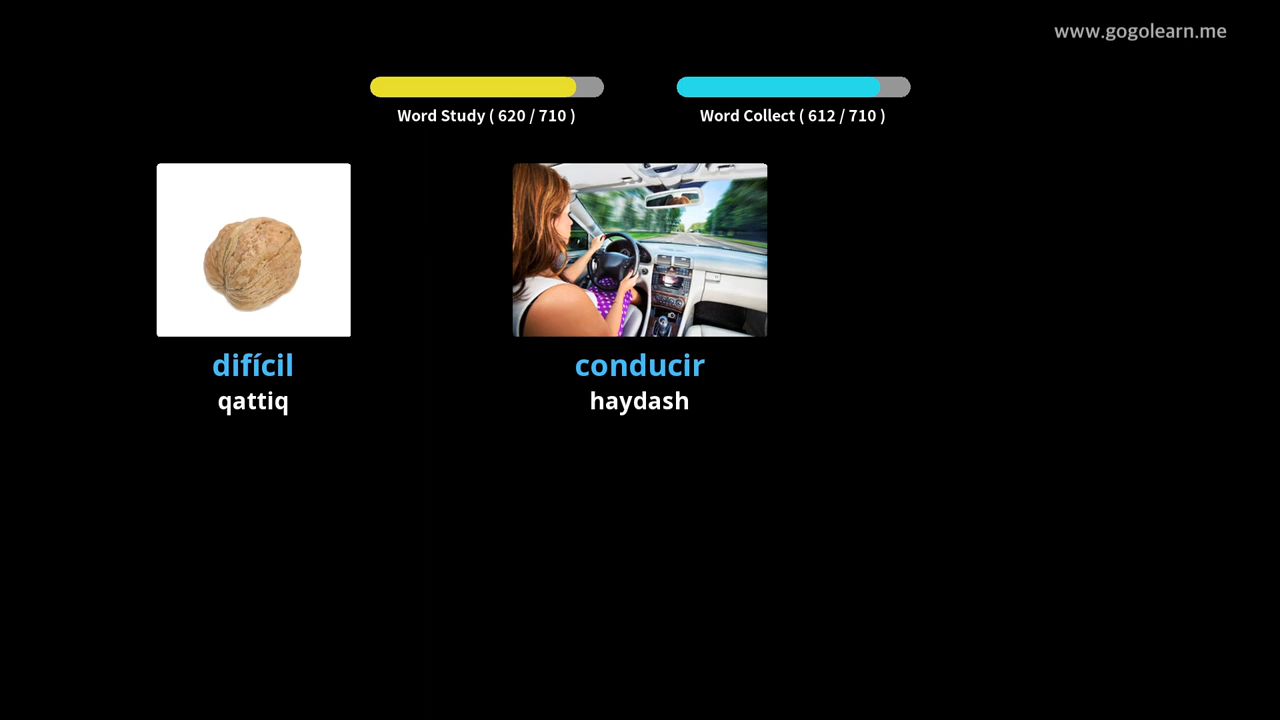 www.gogolearn.me
Word Study ( 620 / 710 )
Word Collect ( 612 / 710 )
difícil
qattiq
conducir
haydash